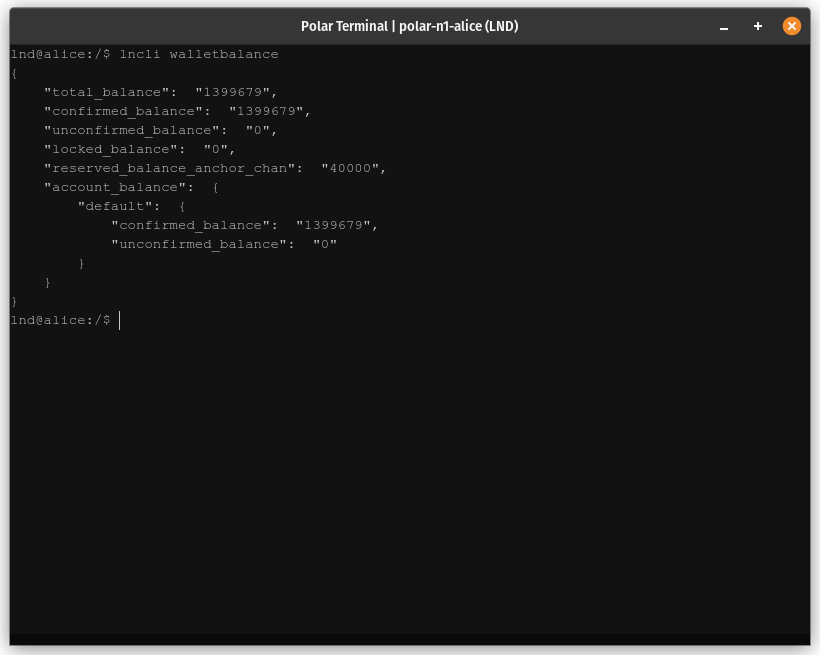 Polar Terminal | polar-n1-alice (LND)
lnd@alice:/$ lncli walletbalance
{
    "total_balance":  "1399679",
    "confirmed_balance":  "1399679",
    "unconfirmed_balance":  "0",
    "locked_balance":  "0",
    "reserved_balance_anchor_chan":  "40000",
    "account_balance":  {
        "default":  {
            "confirmed_balance":  "1399679",
            "unconfirmed_balance":  "0"
        }
    }
}
lnd@alice:/$